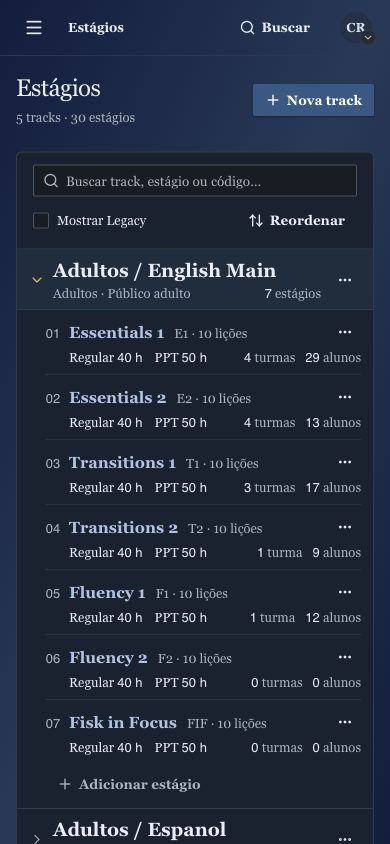 Estágios
Buscar
CR
Estágios
5 tracks · 30 estágios
+ Nova track
Buscar track, estágio ou código...
Mostrar Legacy
Reordenar
Adultos / English Main
Adultos · Público adulto 7 estágios
01 Essentials 1 E1 · 10 lições
Regular 40 h PPT 50 h 4 turmas 29 alunos
02 Essentials 2 E2 · 10 lições
Regular 40 h PPT 50 h 4 turmas 13 alunos
03 Transitions 1 T1 · 10 lições
Regular 40 h PPT 50 h 3 turmas 17 alunos
04 Transitions 2 T2 · 10 lições
Regular 40 h PPT 50 h 1 turma 9 alunos
05 Fluency 1 F1 · 10 lições
Regular 40 h PPT 50 h 1 turma 12 alunos
06 Fluency 2 F2 · 10 lições
Regular 40 h PPT 50 h 0 turmas 0 alunos
07 Fisk in Focus FIF · 10 lições
Regular 40 h PPT 50 h 0 turmas 0 alunos
+ Adicionar estágio
Adultos / Espanol